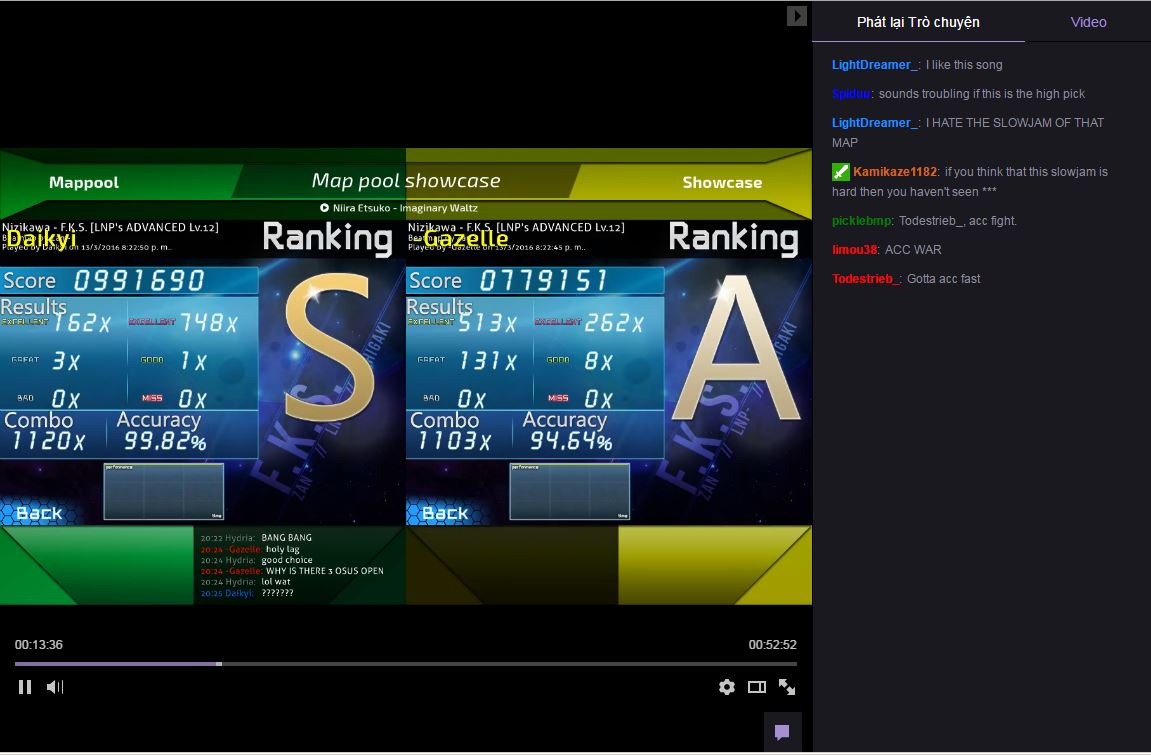 Phát lại Trò chuyện
Video
LightDreamer_: I like this song
Spiduu: sounds troubling if this is the high pick
LightDreamer_: I HATE THE SLOWJAM OF THAT
MAP
Kamikaze1182: if you think that this slowjam is
hard then you haven't seen ***
picklebmp: Todestrieb_, acc fight.
limou38: ACC WAR
Todestrieb_: Gotta acc fast
Mappool
Map pool showcase
Showcase
Niira Etsuko - Imaginary Waltz
Nizikawa - F.K.S. [LNP's ADVANCED Lv.12]
Daikyi
Played by Daikyi on 13/3/2016 8:22:50 p. m..
Ranking
Score 0991690
Results
EXCELLENT 162x EXCELLENT 748x
GREAT 3x GOOD 1x
BAD 0x MISS 0x
Combo Accuracy
1120x 99.82%
performance
Back
Nizikawa - F.K.S. [LNP's ADVANCED Lv.12]
Gazelle
Played by -Gazelle on 13/3/2016 8:22:45 p. m..
Ranking
Score 0779151
Results
EXCELLENT 513x EXCELLENT 262x
GREAT 131x GOOD 8x
BAD 0x MISS 0x
Combo Accuracy
1103x 94.64%
performance
Back
S
A
F.K.S.
F.K.S.
20:22 Hydria: BANG BANG
20:24 -Gazelle: holy lag
20:24 Hydria: good choice
20:24 -Gazelle: WHY IS THERE 3 OSUS OPEN
20:24 Hydria: lol wat
20:25 Daikyi: ???????
00:13:36
00:52:52